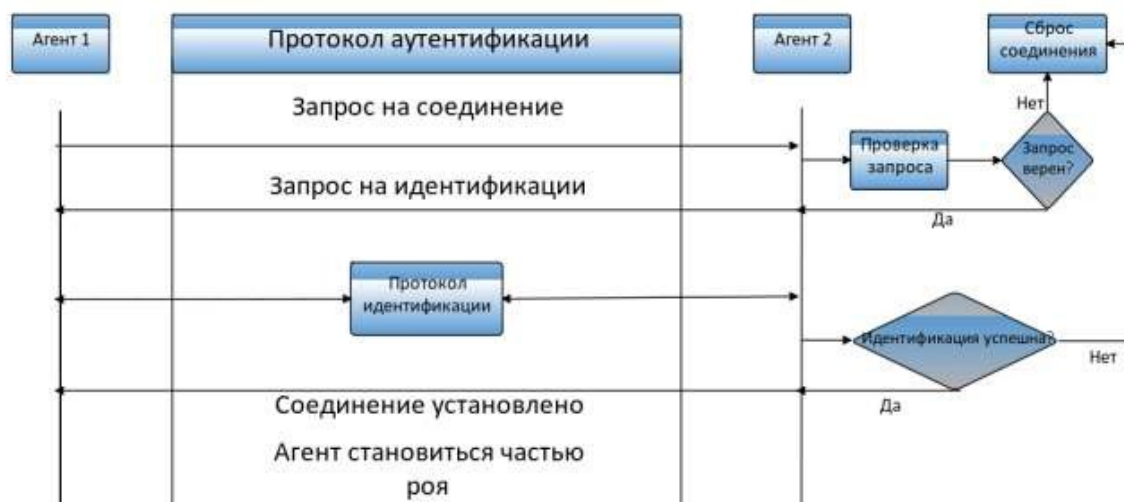 Агент 1
Протокол аутентификации
Агент 2
Сброс
соединения
Запрос на соединение
Нет
Проверка
запроса
Запрос
верен?
Запрос на идентификации
Да
Протокол
идентификации
Идентификация успешна?
Нет
Соединение установлено
Да
Агент становиться частью
роя